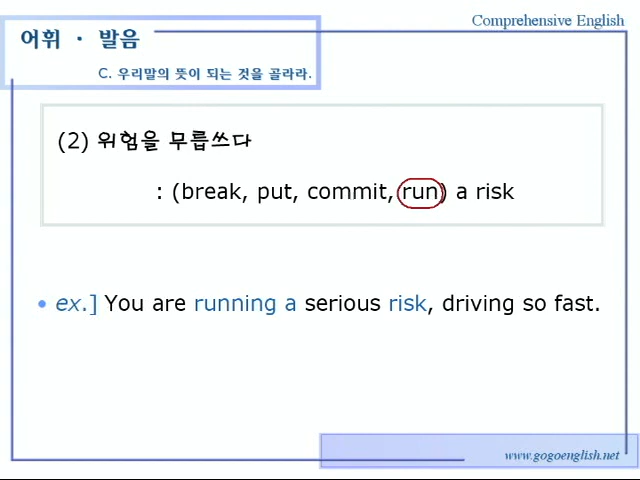 Comprehensive English
어휘 · 발음
C. 우리말의 뜻이 되는 것을 골라라.
(2) 위험을 무릅쓰다
: (break, put, commit, run) a risk
• ex.] You are running a serious risk, driving so fast.
www.gogoenglish.net